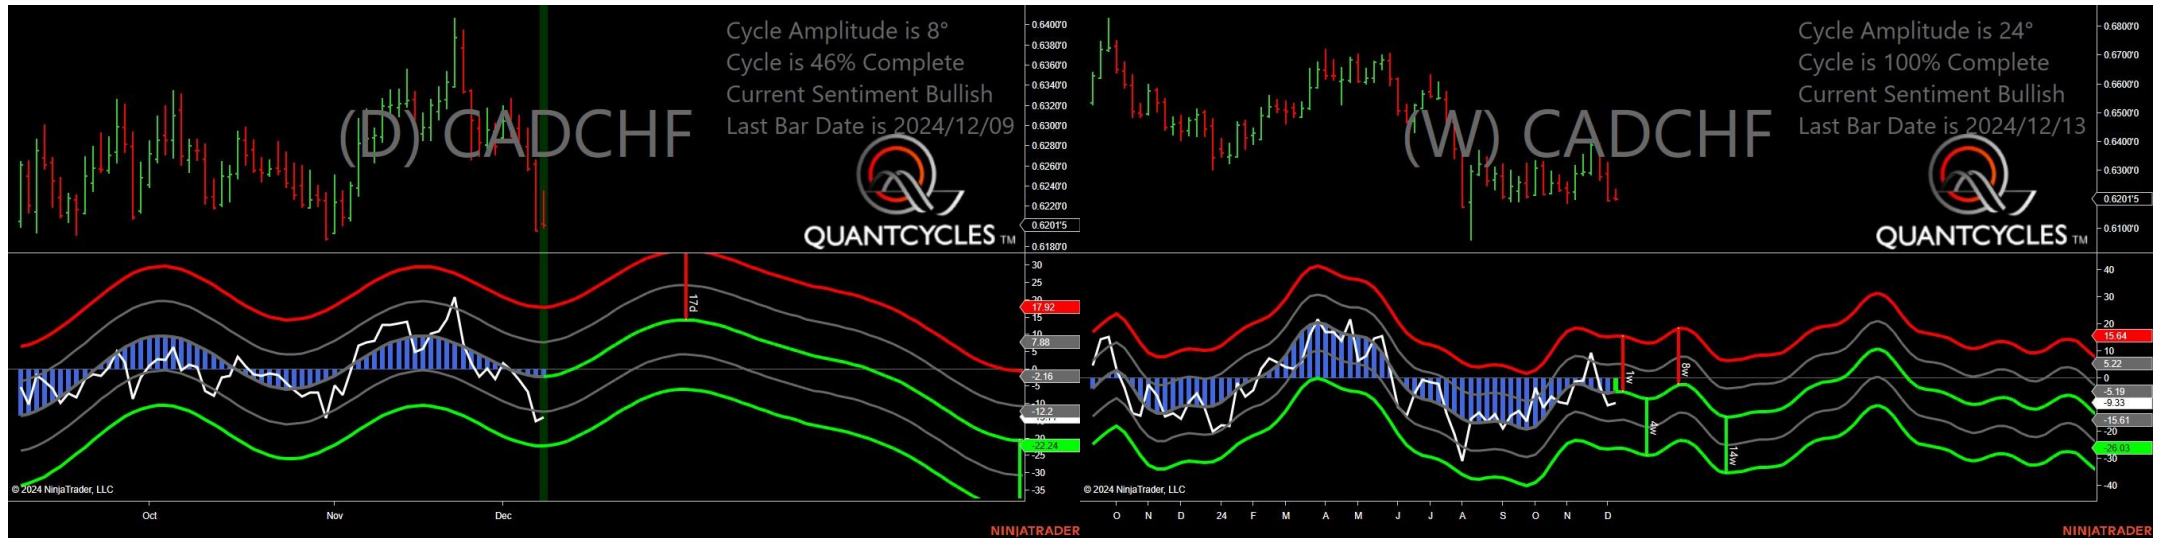 Cycle Amplitude is 8°
Cycle is 46% Complete
Current Sentiment Bullish
Last Bar Date is 2024/12/09
(D) CADCHF
QUANTCYCLES TM
0.6400'0
0.6380'0
0.6360'0
0.6340'0
0.6320'0
0.6300'0
0.6280'0
0.6260'0
0.6240'0
0.6220'0
0.6201'5
0.6180'0
17d
30
25
20
17.92
15
10
7.88
5
0
-2.16
-5
-10
-12.2
-20
-22.24
-25
-30
-35
© 2024 NinjaTrader, LLC
Oct
Nov
Dec
NINJATRADER
Cycle Amplitude is 24°
Cycle is 100% Complete
Current Sentiment Bullish
Last Bar Date is 2024/12/13
(W) CADCHF
QUANTCYCLES TM
0.6800'0
0.6700'0
0.6600'0
0.6500'0
0.6400'0
0.6300'0
0.6201'5
0.6100'0
1w
8w
4w
14w
40
30
20
15.64
10
5.22
0
-5.19
-9.33
-15.61
-20
-26.03
-30
-40
© 2024 NinjaTrader, LLC
O N D 24 F M A M J J A S O N D
NINJATRADER